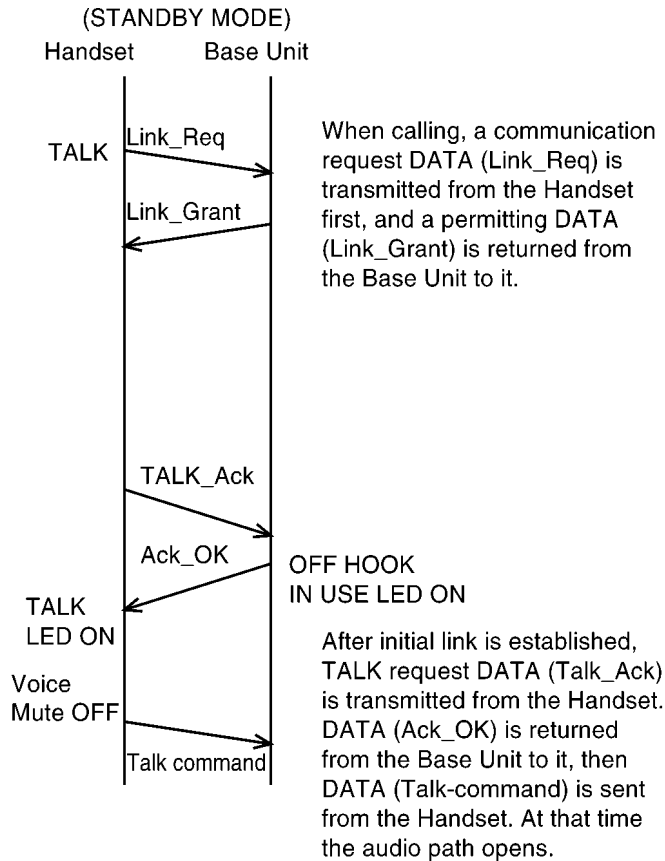 (STANDBY MODE)
Handset Base Unit
TALK
Link_Req
Link_Grant
When calling, a communication
request DATA (Link_Req) is
transmitted from the Handset
first, and a permitting DATA
(Link_Grant) is returned from
the Base Unit to it.
TALK_Ack
Ack_OK
OFF HOOK
IN USE LED ON
TALK
LED ON
Voice
Mute OFF
Talk command
After initial link is established,
TALK request DATA (Talk_Ack)
is transmitted from the Handset.
DATA (Ack_OK) is returned
from the Base Unit to it, then
DATA (Talk-command) is sent
from the Handset. At that time
the audio path opens.